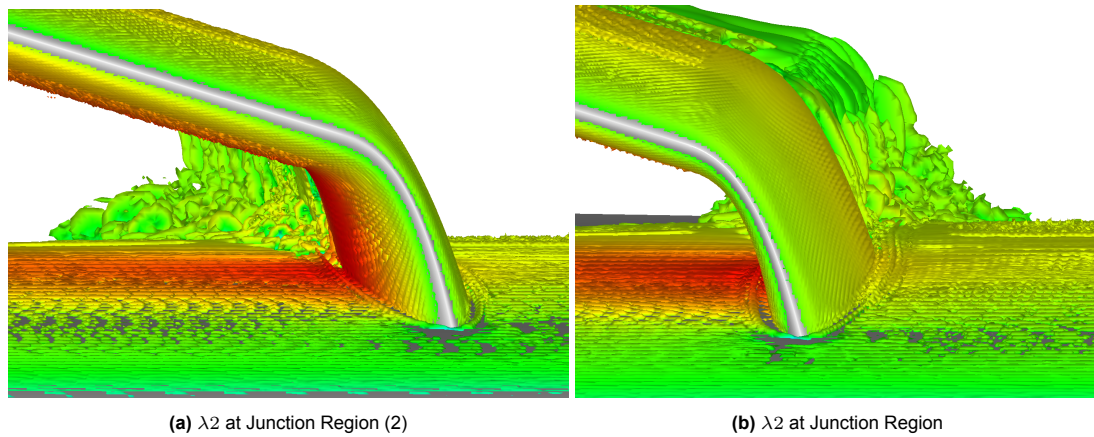 (a) λ2 at Junction Region (2)
(b) λ2 at Junction Region